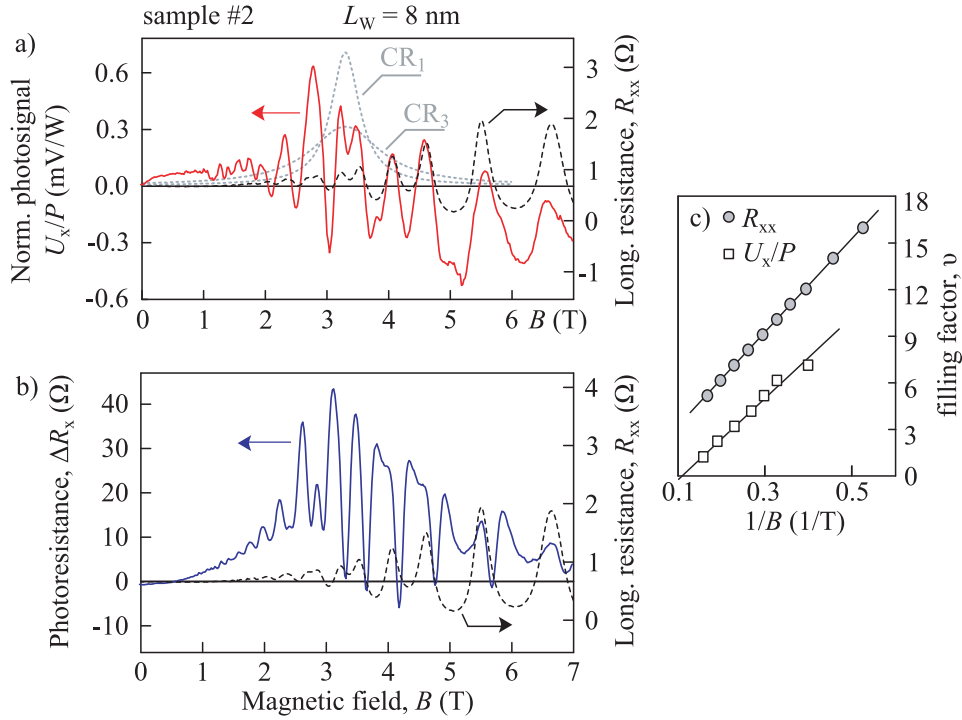 sample #2 L_W = 8 nm
a)
Norm. photosignal
U_x/P (mV/W)
0.6
0.3
0.0
-0.3
-0.6
CR_1
CR_3
3
2
1
0
-1
Long. resistance, R_xx (Ω)
0 1 2 3 4 5 6 B (T)
b)
Photoresistance, ΔR_x (Ω)
40
30
20
10
0
-10
4
3
2
1
0
Long. resistance, R_xx (Ω)
0 1 2 3 4 5 6 7
Magnetic field, B (T)
c)
R_xx
U_x/P
18
15
12
9
6
3
0
filling factor, υ
0.1 0.3 0.5
1/B (1/T)